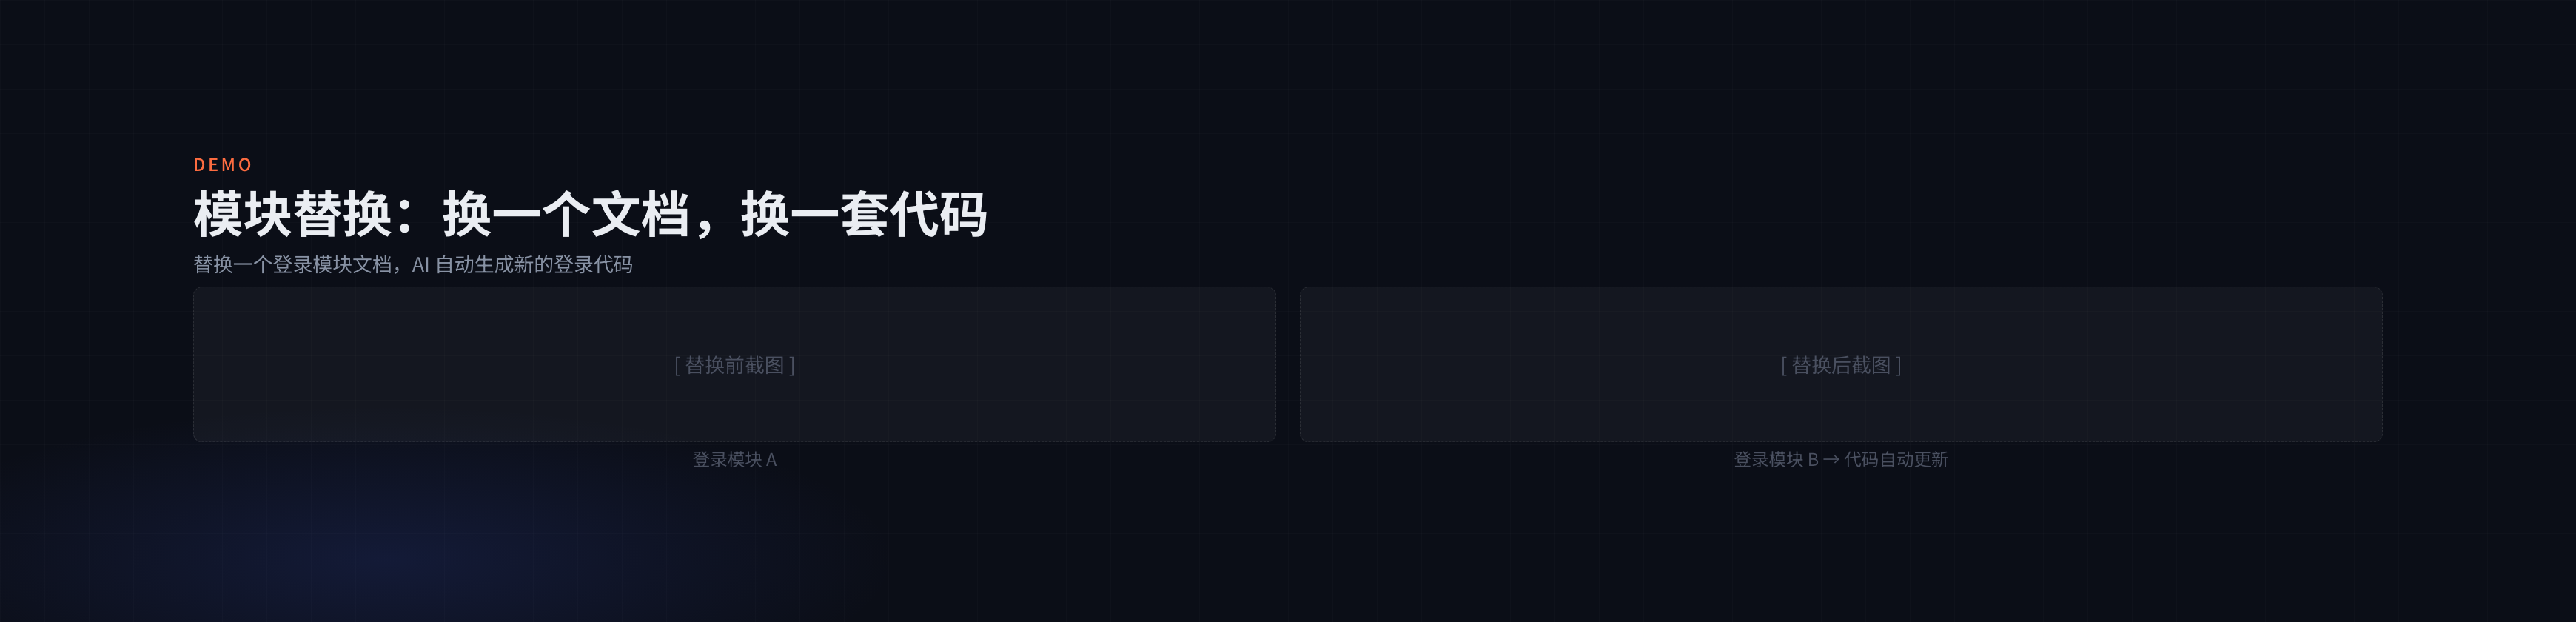 DEMO
模块替换：换一个文档，换一套代码
替换一个登录模块文档，AI 自动生成新的登录代码
[ 替换前截图 ]
[ 替换后截图 ]
登录模块 A
登录模块 B → 代码自动更新